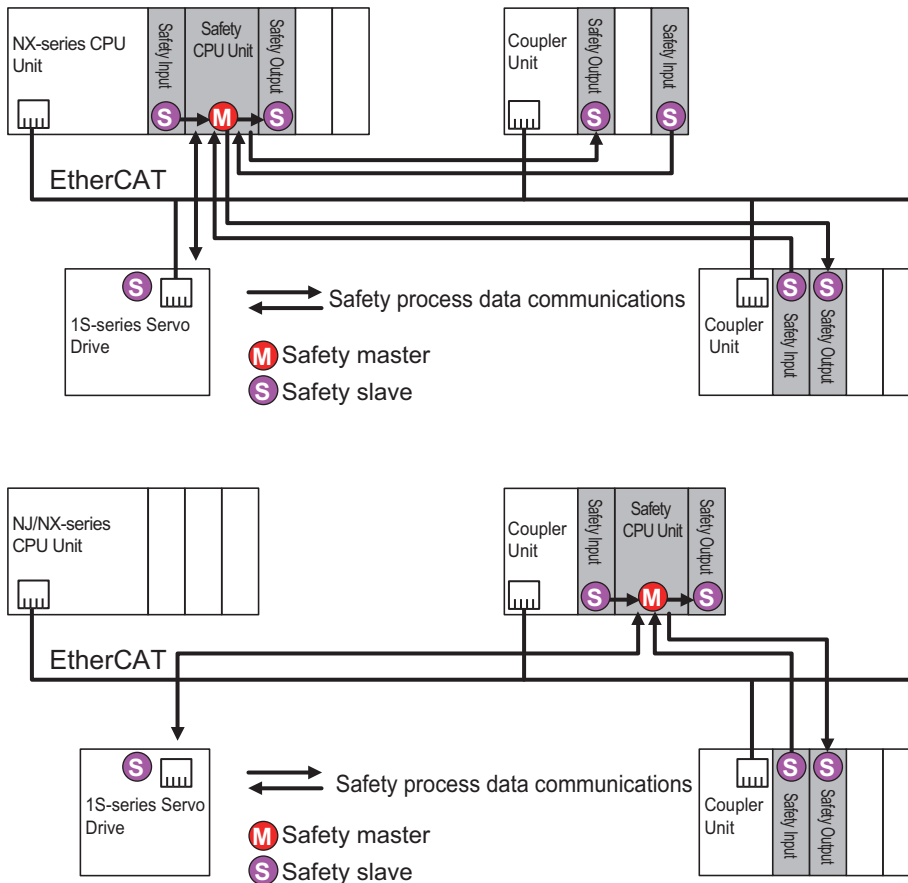 NX-series CPU
Unit
Safety Input
Safety
CPU Unit
Safety Output
S
M
S
Coupler
Unit
Safety Output
Safety Input
S
S
EtherCAT
S
1S-series Servo
Drive
Safety process data communications
M Safety master
S Safety slave
Coupler
Unit
S
S
Safety Input
Safety Output
NJ/NX-series
CPU Unit
Coupler
Unit
Safety Input
Safety
CPU Unit
Safety Output
S
M
S
EtherCAT
S
1S-series Servo
Drive
Safety process data communications
M Safety master
S Safety slave
Coupler
Unit
S
S
Safety Input
Safety Output